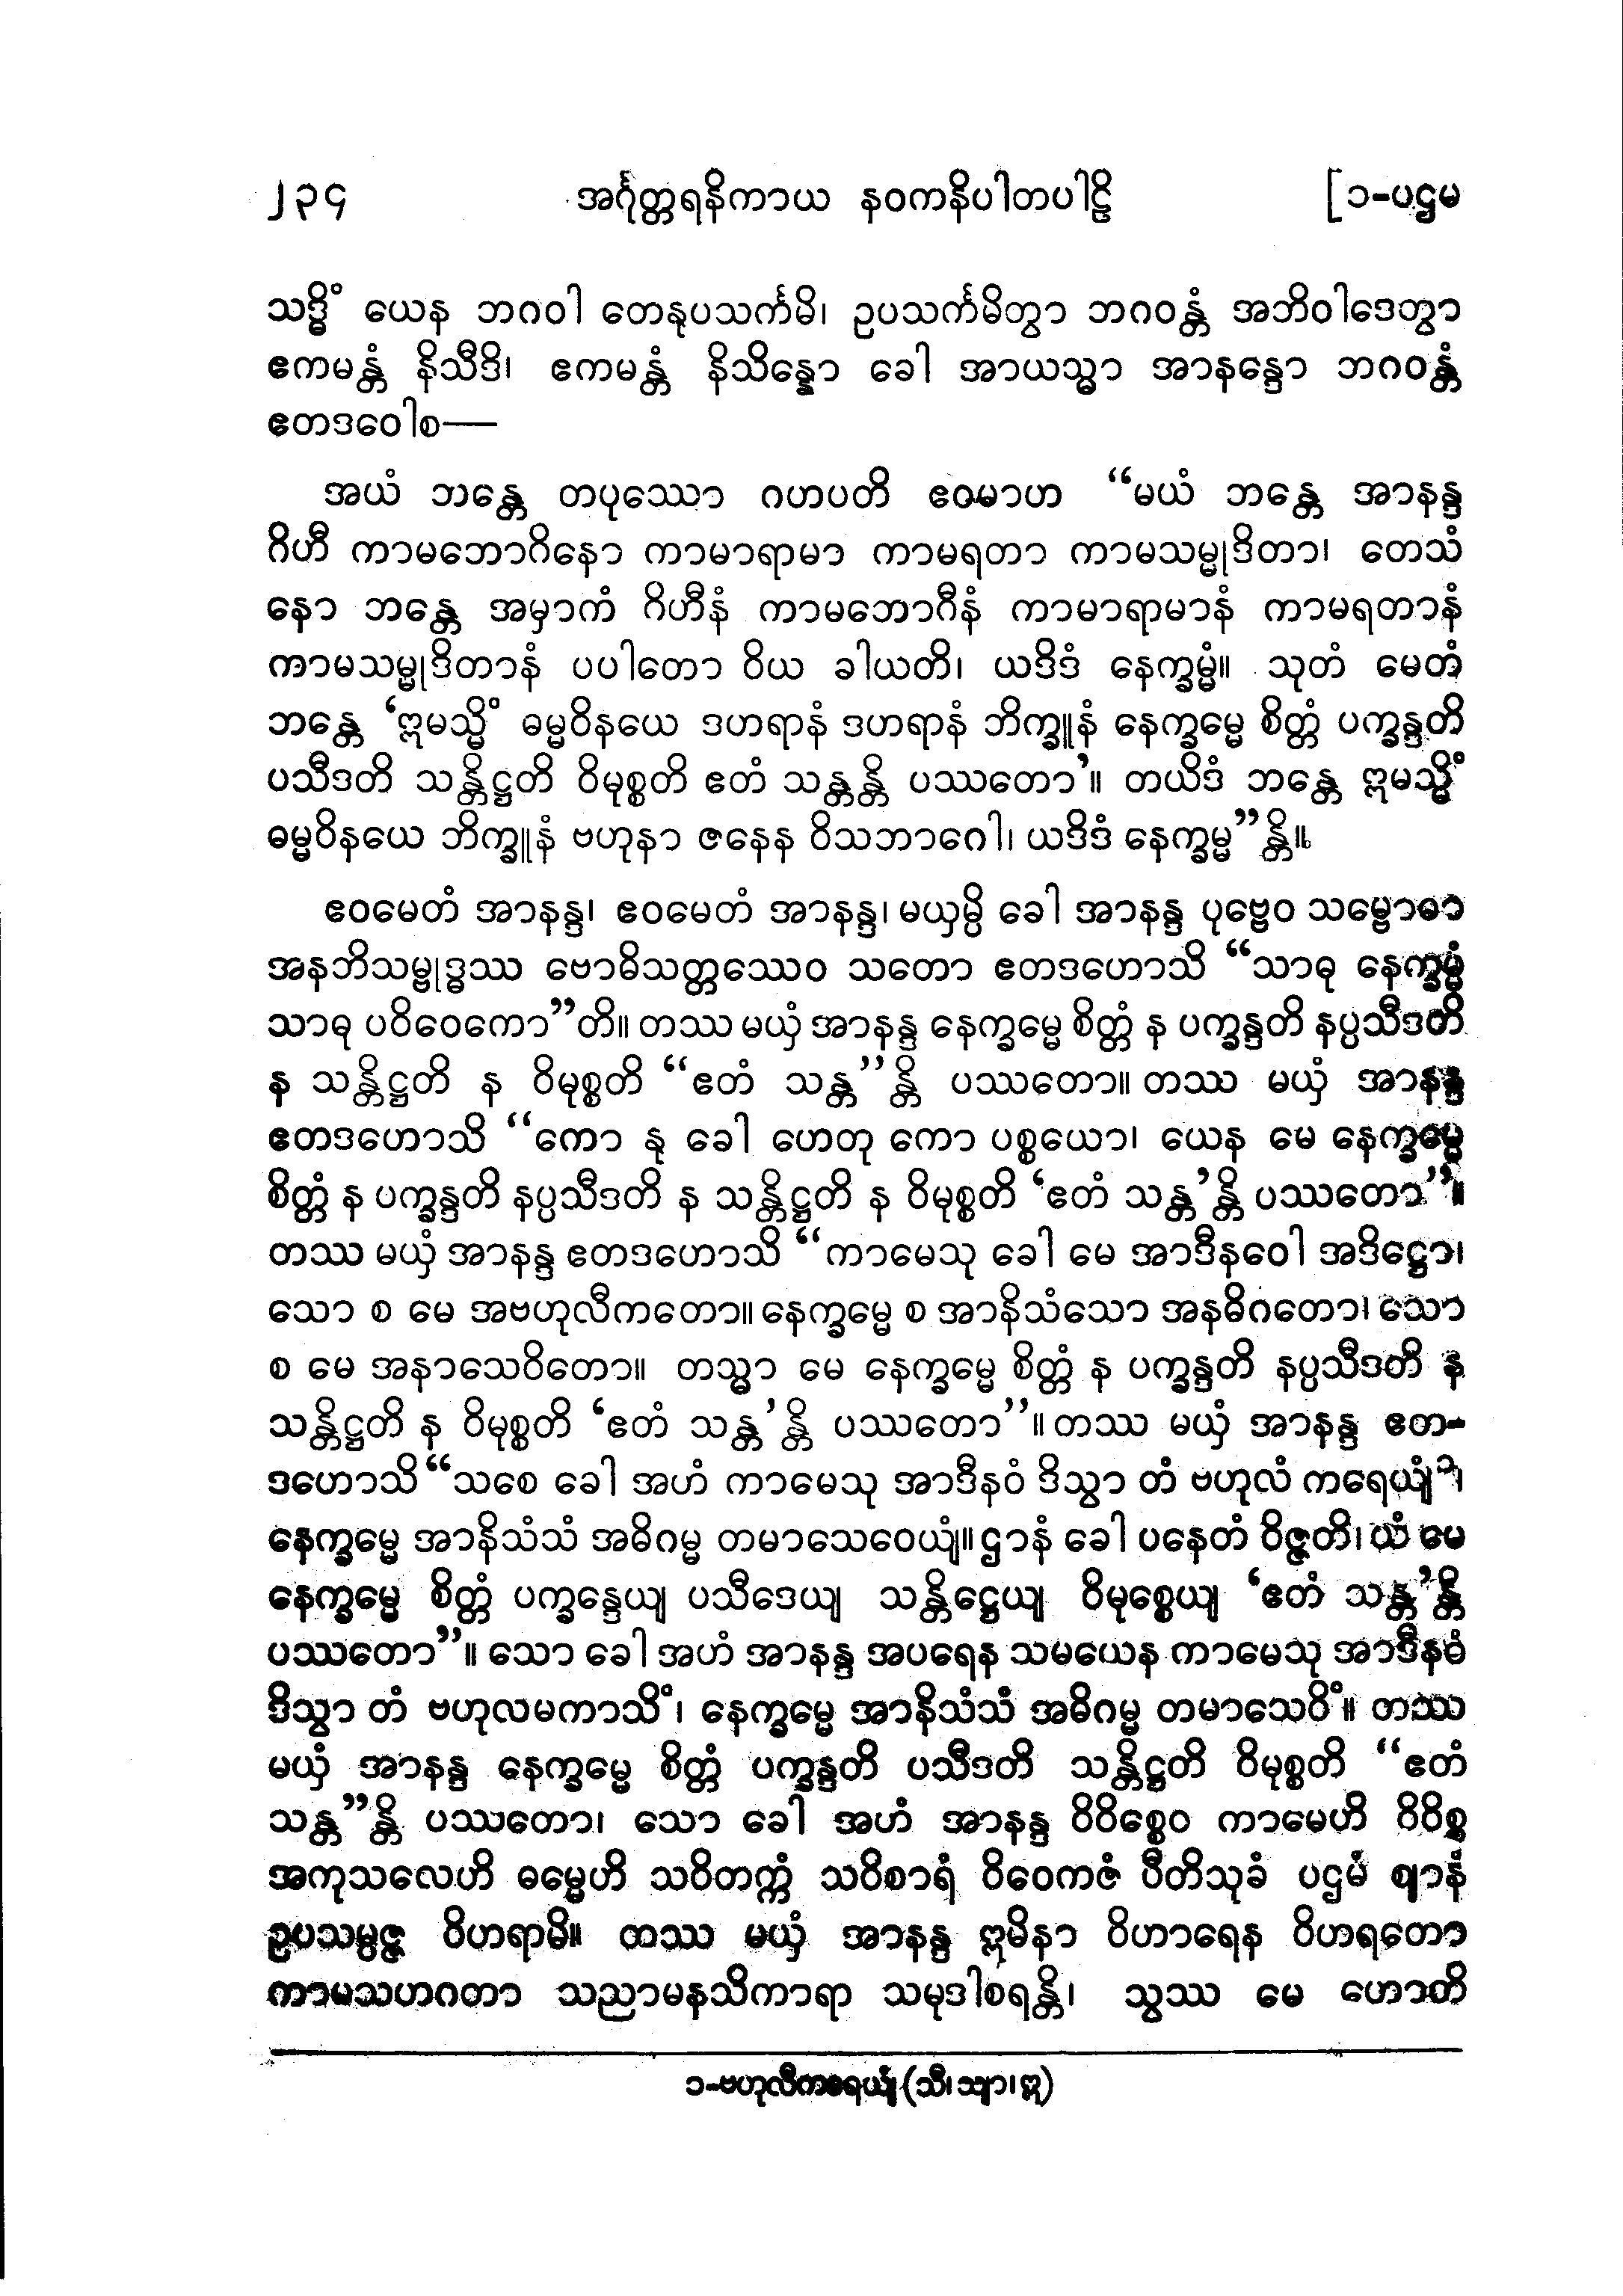 ၂၃၄ အင်္ဂုတ္တရနိကာယ နဝကနိပါတပါဠိ [၁-ပဌမ
သဒ္ဓိံ ယေန ဘဂဝါ တေနုပသင်္ကမိ၊ ဥပသင်္ကမိတွာ ဘဂဝန္တံ အဘိဝါဒေတွာ
ဧကမန္တံ နိသီဒိ၊ ဧကမန္တံ နိသိန္နော ခေါ အာယသ္မာ အာနန္ဒော ဘဂဝန္တံ
ဧတဒဝေါစ—
အယံ ဘန္တေ တပုဿော ဂဟပတိ ဧဝမာဟ “မယံ ဘန္တေ အာနန္ဒ
ဂိဟီ ကာမဘောဂိနော ကာမာရာမာ ကာမရတာ ကာမသမ္မုဒိတာ၊ တေသံ
နော ဘန္တေ အမှာကံ ဂိဟီနံ ကာမဘောဂီနံ ကာမာရာမာနံ ကာမရတာနံ
ကာမသမ္မုဒိတာနံ ပပါတော ဝိယ ခါယတိ၊ ယဒိဒံ နေက္ခမ္မံ။ သုတံ မေတံ
ဘန္တေ ‘ဣမသ္မိံ ဓမ္မဝိနယေ ဒဟရာနံ ဒဟရာနံ ဘိက္ခူနံ နေက္ခမ္မေ စိတ္တံ ပက္ခန္ဒတိ
ပသီဒတိ သန္တိဋ္ဌတိ ဝိမုစ္စတိ ဧတံ သန္တန္တိ ပဿတော’။ တယိဒံ ဘန္တေ ဣမသ္မိံ
ဓမ္မဝိနယေ ဘိက္ခူနံ ဗဟုနာ ဇနေန ဝိသဘာဂေါ၊ ယဒိဒံ နေက္ခမ္မ”န္တိ။
ဧဝမေတံ အာနန္ဒ၊ ဧဝမေတံ အာနန္ဒ၊ မယှမ္ပိ ခေါ အာနန္ဒ ပုဗ္ဗေဝ သမ္ဗောဓာ
အနဘိသမ္ဗုဒ္ဓဿ ဗောဓိသတ္တဿေဝ သတော ဧတဒဟောသိ “သာဓု နေက္ခမ္မံ
သာဓု ပဝိဝေကော”တိ။ တဿ မယှံ အာနန္ဒ နေက္ခမ္မေ စိတ္တံ န ပက္ခန္ဒတိ နပ္ပသီဒတိ
န သန္တိဋ္ဌတိ န ဝိမုစ္စတိ “ဧတံ သန္တ”န္တိ ပဿတော။ တဿ မယှံ အာနန္ဒ
ဧတဒဟောသိ “ကော နု ခေါ ဟေတု ကော ပစ္စယော၊ ယေန မေ နေက္ခမ္မေ
စိတ္တံ န ပက္ခန္ဒတိ နပ္ပသီဒတိ န သန္တိဋ္ဌတိ န ဝိမုစ္စတိ ‘ဧတံ သန္တ’န္တိ ပဿတော”။
တဿ မယှံ အာနန္ဒ ဧတဒဟောသိ “ကာမေသု ခေါ မေ အာဒီနဝေါ အဒိဋ္ဌော၊
သော စ မေ အဗဟုလီကတော။ နေက္ခမ္မေ စ အာနိသံသော အနဓိဂတော၊ သော
စ မေ အနာသေဝိတော။ တသ္မာ မေ နေက္ခမ္မေ စိတ္တံ န ပက္ခန္ဒတိ နပ္ပသီဒတိ န
သန္တိဋ္ဌတိ န ဝိမုစ္စတိ ‘ဧတံ သန္တ’န္တိ ပဿတော”။ တဿ မယှံ အာနန္ဒ ဧတ-
ဒဟောသိ “သစေ ခေါ အဟံ ကာမေသု အာဒီနဝံ ဒိသွာ တံ ဗဟုလံ ကရေယျံ၁၊
နေက္ခမ္မေ အာနိသံသံ အဓိဂမ္မ တမာသေဝေယျံ။ ဌာနံ ခေါ ပနေတံ ဝိဇ္ဇတိ၊ ယံ မေ
နေက္ခမ္မေ စိတ္တံ ပက္ခန္ဒေယျ ပသီဒေယျ သန္တိဋ္ဌေယျ ဝိမုစ္စေယျ ‘ဧတံ သန္တ’န္တိ
ပဿတော”။ သော ခေါ အဟံ အာနန္ဒ အပရေန သမယေန ကာမေသု အာဒီနဝံ
ဒိသွာ တံ ဗဟုလမကာသိံ၊ နေက္ခမ္မေ အာနိသံသံ အဓိဂမ္မ တမာသေဝိံ။ တဿ
မယှံ အာနန္ဒ နေက္ခမ္မေ စိတ္တံ ပက္ခန္ဒတိ ပသီဒတိ သန္တိဋ္ဌတိ ဝိမုစ္စတိ “ဧတံ
သန္တ”န္တိ ပဿတော၊ သော ခေါ အဟံ အာနန္ဒ ဝိဝိစ္စေဝ ကာမေဟိ ဝိဝိစ္စ
အကုသလေဟိ ဓမ္မေဟိ သဝိတက္ကံ သဝိစာရံ ဝိဝေကဇံ ပီတိသုခံ ပဌမံ ဈာနံ
ဥပသမ္ပဇ္ဇ ဝိဟရာမိ။ တဿ မယှံ အာနန္ဒ ဣမိနာ ဝိဟာရေန ဝိဟရတော
ကာမသဟဂတာ သညာမနသိကာရာ သမုဒါစရန္တိ၊ သွဿ မေ ဟောတိ
၁-ဗဟုလီကရေယျံ (သီ၊ သျာ၊ ဣ)